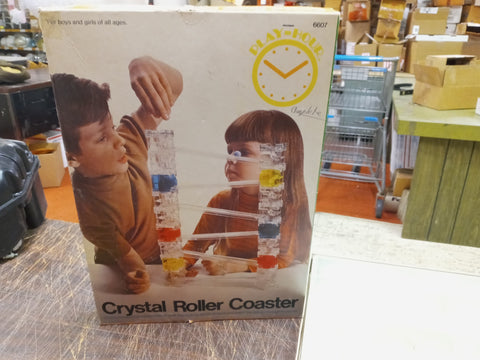 For boys and girls of all ages.
6607
PLAY•HOUR
Crystal Roller Coaster